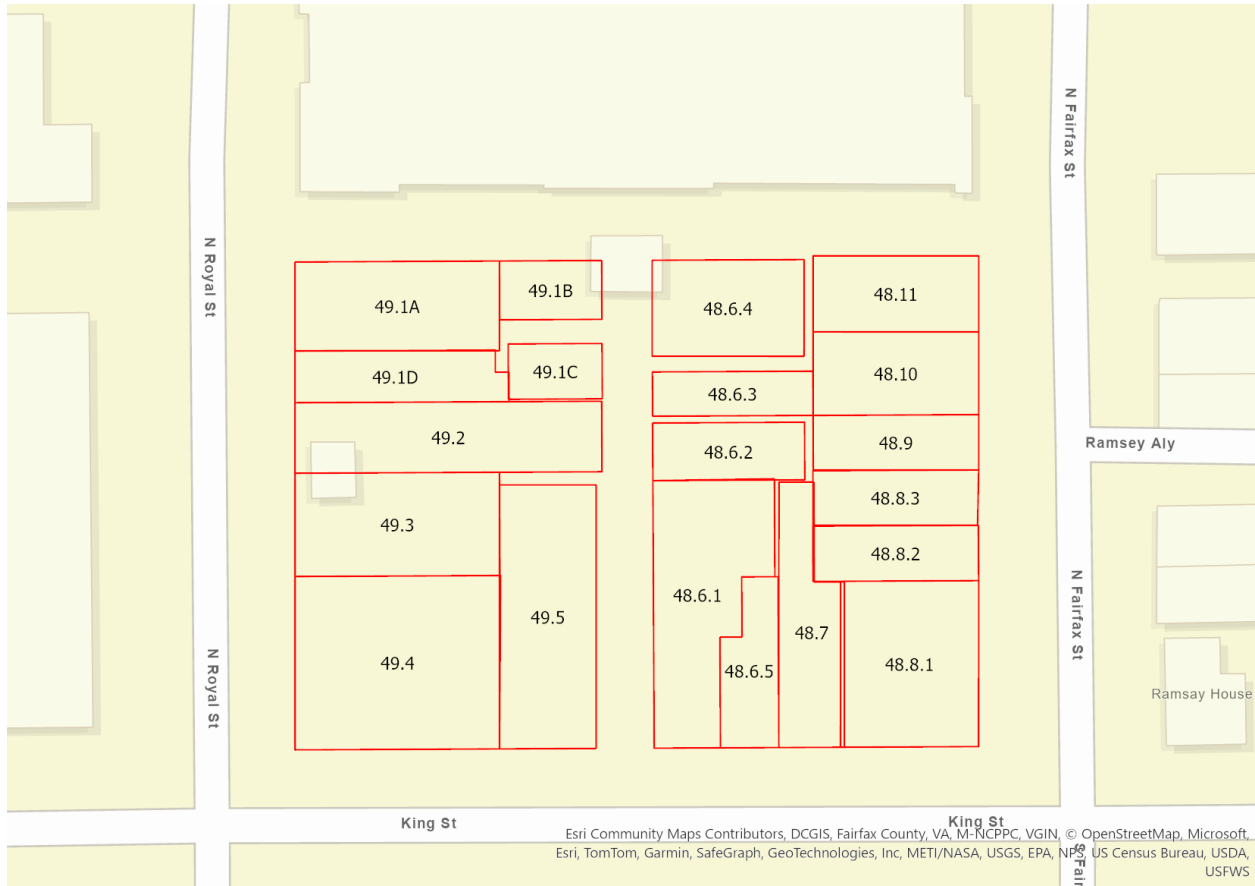 N Fairfax St
N Royal St
49.1A
49.1B
48.6.4
48.11
49.1D
49.1C
48.6.3
48.10
49.2
48.6.2
48.9
Ramsey Aly
48.8.3
49.3
48.8.2
48.6.1
N Fairfax St
49.5
48.7
N Royal St
49.4
48.6.5
48.8.1
Ramsay House
King St
King St
Esri Community Maps Contributors, DCGIS, Fairfax County, VA, M-NCPPC, VGIN, © OpenStreetMap, Microsoft,
Esri, TomTom, Garmin, SafeGraph, GeoTechnologies, Inc, METI/NASA, USGS, EPA, NPS, US Census Bureau, USDA,
USFWS
S Fair